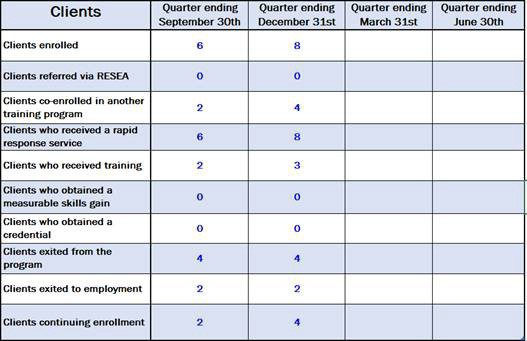 Clients Quarter ending September 30th Quarter ending December 31st Quarter ending March 31st Quarter ending June 30th
Clients enrolled 6 8
Clients referred via RESEA 0 0
Clients co-enrolled in another training program 2 4
Clients who received a rapid response service 6 8
Clients who received training 2 3
Clients who obtained a measurable skills gain 0 0
Clients who obtained a credential 0 0
Clients exited from the program 4 4
Clients exited to employment 2 2
Clients continuing enrollment 2 4